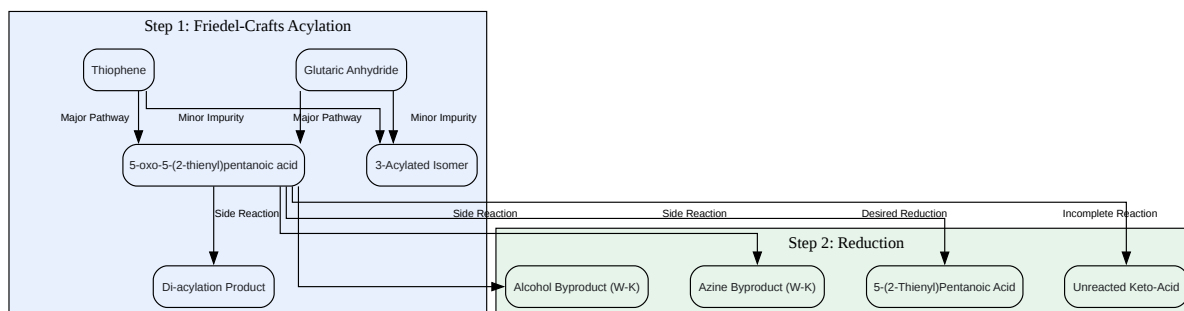 Step 1: Friedel-Crafts Acylation
Thiophene
Glutaric Anhydride
Major Pathway
Minor Impurity
Major Pathway
Minor Impurity
5-oxo-5-(2-thienyl)pentanoic acid
3-Acylated Isomer
Side Reaction
Side Reaction
Side Reaction
Desired Reduction
Incomplete Reaction
Step 2: Reduction
Di-acylation Product
Alcohol Byproduct (W-K)
Azine Byproduct (W-K)
5-(2-Thienyl)Pentanoic Acid
Unreacted Keto-Acid